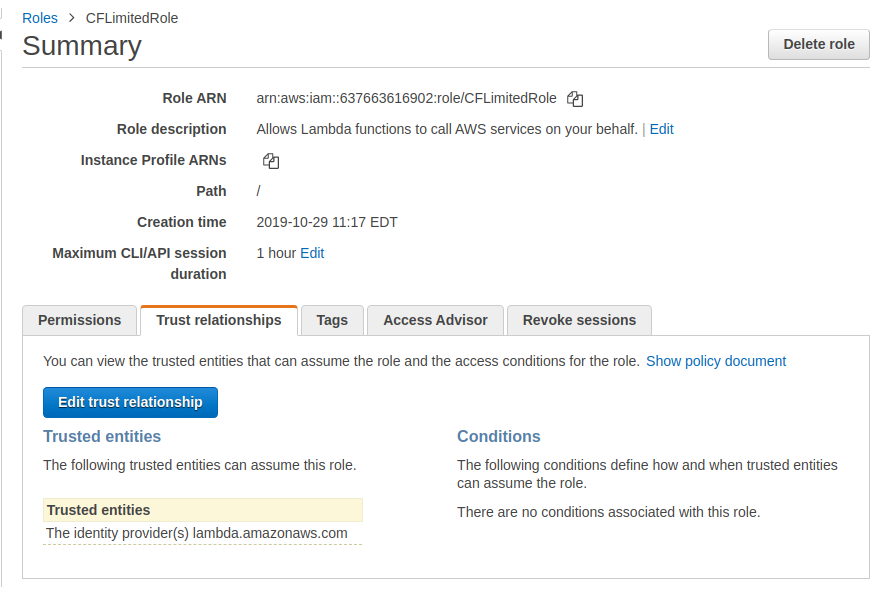 Roles > CFLimitedRole
Summary
Delete role
Role ARN arn:aws:iam::637663616902:role/CFLimitedRole
Role description Allows Lambda functions to call AWS services on your behalf. | Edit
Instance Profile ARNs
Path /
Creation time 2019-10-29 11:17 EDT
Maximum CLI/API session 1 hour Edit
duration
Permissions Trust relationships Tags Access Advisor Revoke sessions
You can view the trusted entities that can assume the role and the access conditions for the role. Show policy document
Edit trust relationship
Trusted entities
The following trusted entities can assume this role.
Trusted entities
The identity provider(s) lambda.amazonaws.com
Conditions
The following conditions define how and when trusted entities
can assume the role.
There are no conditions associated with this role.